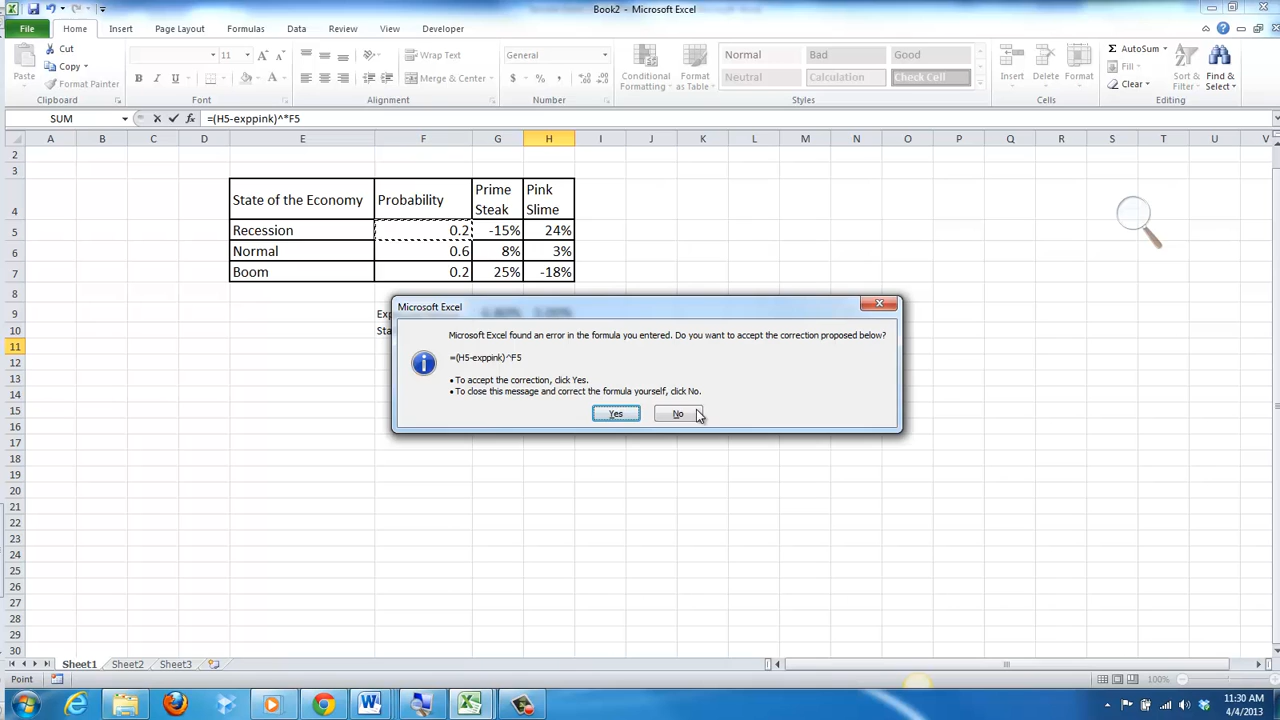 Book2 - Microsoft Excel
File Home Insert Page Layout Formulas Data Review View Developer
Cut
Copy
Format Painter
Paste
11
Wrap Text
Merge & Center
General
Conditional Formatting
Format as Table
Normal Bad Good
Neutral Calculation Check Cell
Insert Delete Format
AutoSum
Fill
Clear
Sort & Filter
Find & Select
Clipboard Font Alignment Number Styles Cells Editing
SUM =(H5-exppink)^*F5
A B C D E F G H I J K L M N O P Q R S T U V
2
3
4 State of the Economy Probability Prime Steak Pink Slime
5 Recession 0.2 -15% 24%
6 Normal 0.6 8% 3%
7 Boom 0.2 25% -18%
8
9
10
11
12
13
14
15
16
17
18
19
20
21
22
23
24
25
26
27
28
29
30
Microsoft Excel
Microsoft Excel found an error in the formula you entered. Do you want to accept the correction proposed below?
=(H5-exppink)^F5
• To accept the correction, click Yes.
• To close this message and correct the formula yourself, click No.
Yes No
Sheet1 Sheet2 Sheet3
Point 100%
11:30 AM
4/4/2013